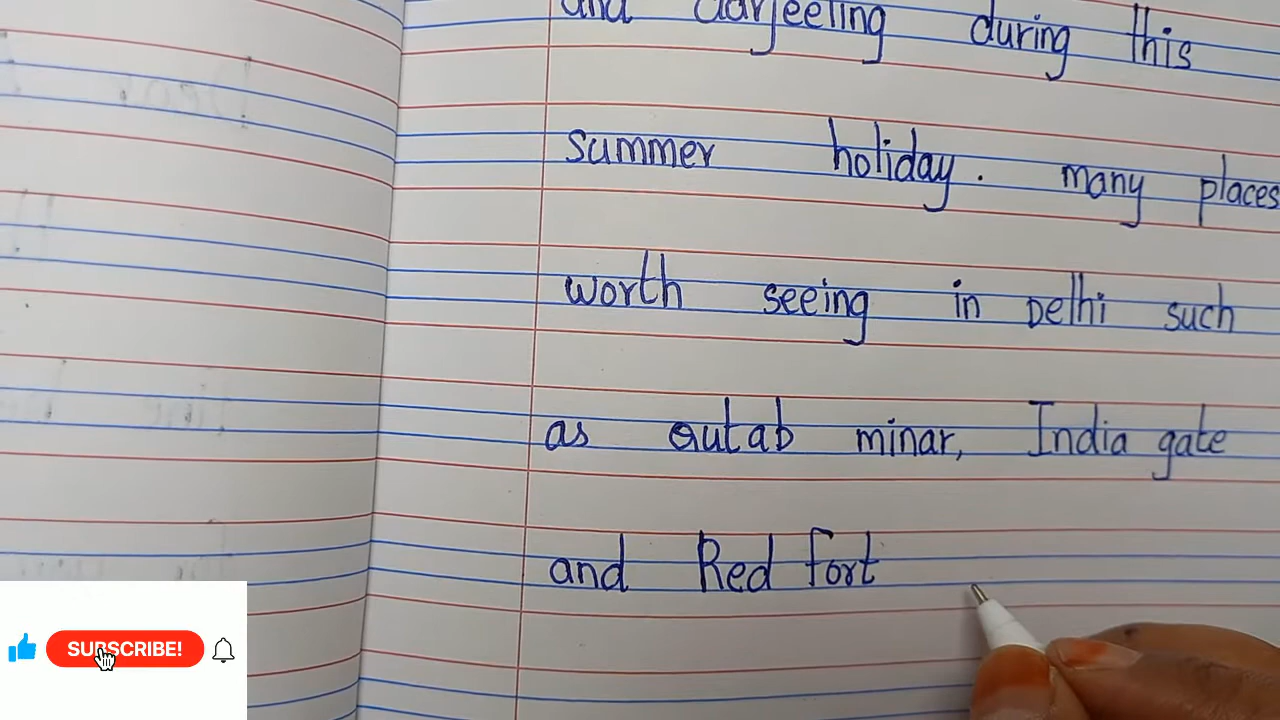 and darjeeling during this
summer holiday. many places
worth seeing in Delhi such
as Qutab minar, India gate
and Red fort
SUBSCRIBE!